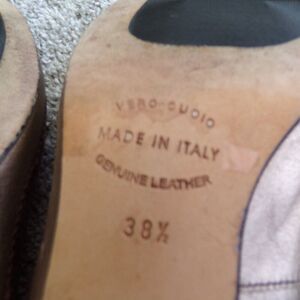 VERO-CUOIO
MADE IN ITALY
GENUINE LEATHER
38½